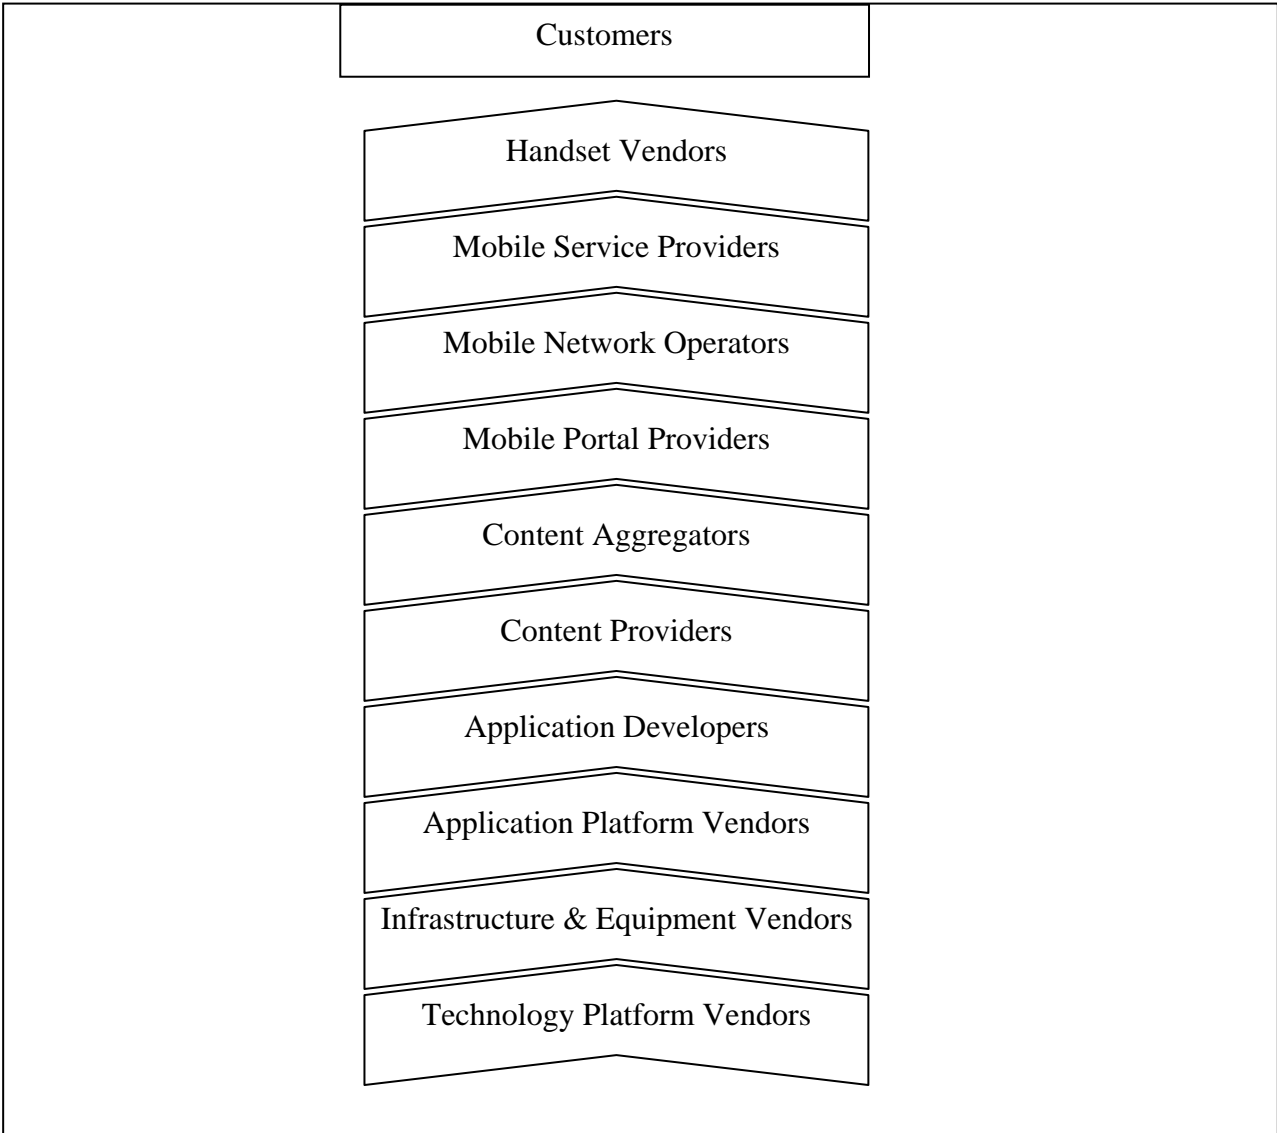 Customers
Handset Vendors
Mobile Service Providers
Mobile Network Operators
Mobile Portal Providers
Content Aggregators
Content Providers
Application Developers
Application Platform Vendors
Infrastructure & Equipment Vendors
Technology Platform Vendors